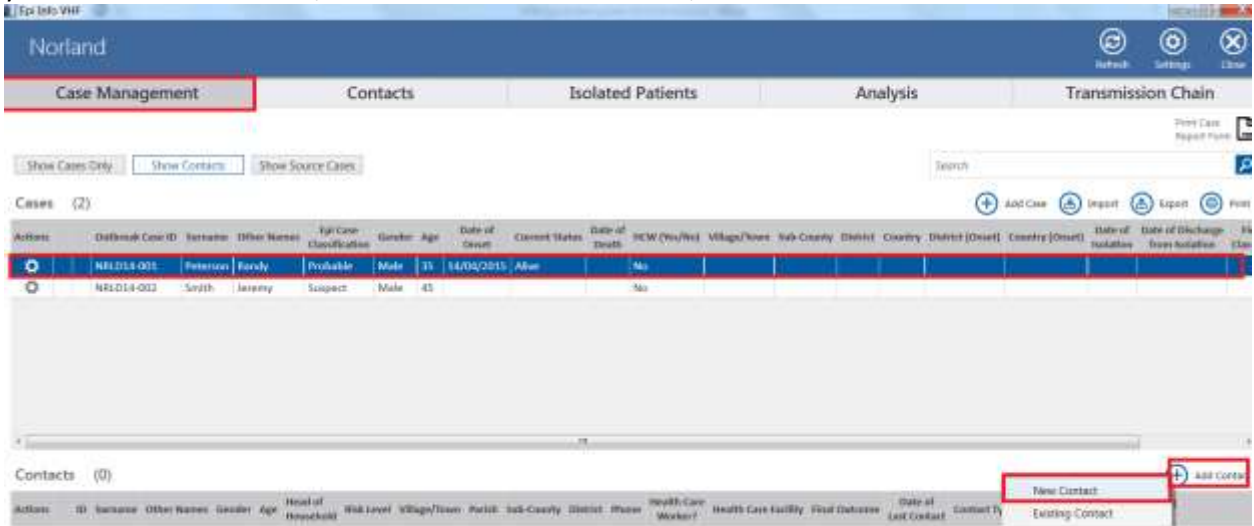 Epi Info VHF
Norland
Refresh Settings Close
Case Management Contacts Isolated Patients Analysis Transmission Chain
Print Case
Report Form
Show Cases Only Show Contacts Show Source Cases Search
Cases (2) Add Case Import Export Print
Actions Outbreak Case ID Surname Other Names Epi Case Classification Gender Age Date of Onset Current Status Date of Death HCW (Yes/No) Village/Town Sub-County District Country District (Onset) Country (Onset) Date of Isolation Date of Discharge from Isolation
NRLD14-001 Peterson Randy Probable Male 35 14/04/2015 Alive No
NRLD14-002 Smith Jeremy Suspect Male 45 No
Contacts (0) Add Contac
New Contact
Actions ID Surname Other Names Gender Age Head of Household Risk Level Village/Town Parish Sub-County District Phone Health Care Worker? Health Care Facility Final Outcome Date of Last Contact Contact Ty
Existing Contact